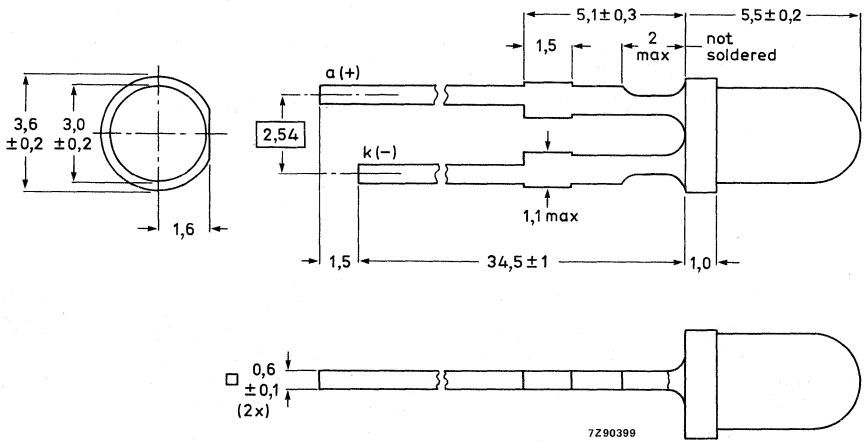 5,1±0,3
5,5±0,2
1,5
2
max
not
soldered
a (+)
3,6
±0,2
3,0
±0,2
2,54
k (−)
1,6
1,1 max
1,5
34,5±1
1,0
□ 0,6
±0,1
(2x)
7Z90399